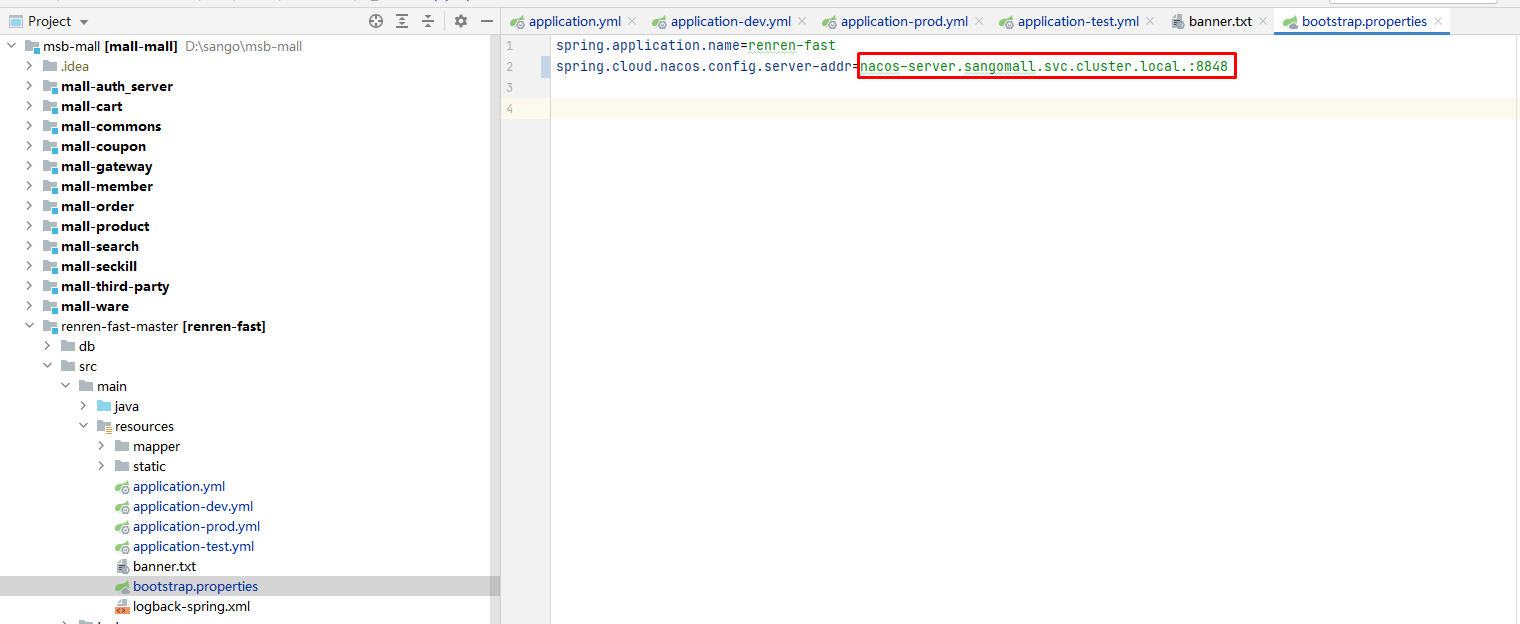 Project
application.yml
application-dev.yml
application-prod.yml
application-test.yml
banner.txt
bootstrap.properties
msb-mall [mall-mall] D:\sango\msb-mall
.idea
mall-auth_server
mall-cart
mall-commons
mall-coupon
mall-gateway
mall-member
mall-order
mall-product
mall-search
mall-seckill
mall-third-party
mall-ware
renren-fast-master [renren-fast]
db
src
main
java
resources
mapper
static
application.yml
application-dev.yml
application-prod.yml
application-test.yml
banner.txt
bootstrap.properties
logback-spring.xml
1 spring.application.name=renren-fast
2 spring.cloud.nacos.config.server-addr=nacos-server.sangomall.svc.cluster.local.:8848
3
4